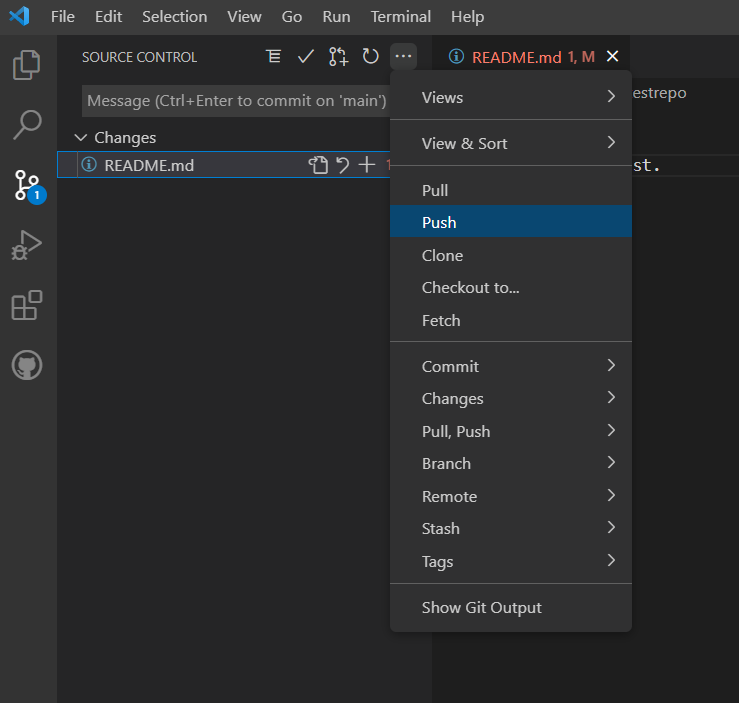 File Edit Selection View Go Run Terminal Help
SOURCE CONTROL
README.md 1, M
Message (Ctrl+Enter to commit on 'main')
estrepo
Changes
README.md
1
st.
1
Views
View & Sort
Pull
Push
Clone
Checkout to...
Fetch
Commit
Changes
Pull, Push
Branch
Remote
Stash
Tags
Show Git Output